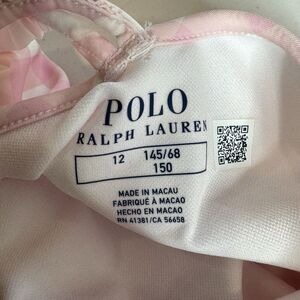 POLO
RALPH LAUREN
12 145/68
150
MADE IN MACAU
FABRIQUÉ À MACAO
HECHO EN MACAO
RN 41381/CA 56658